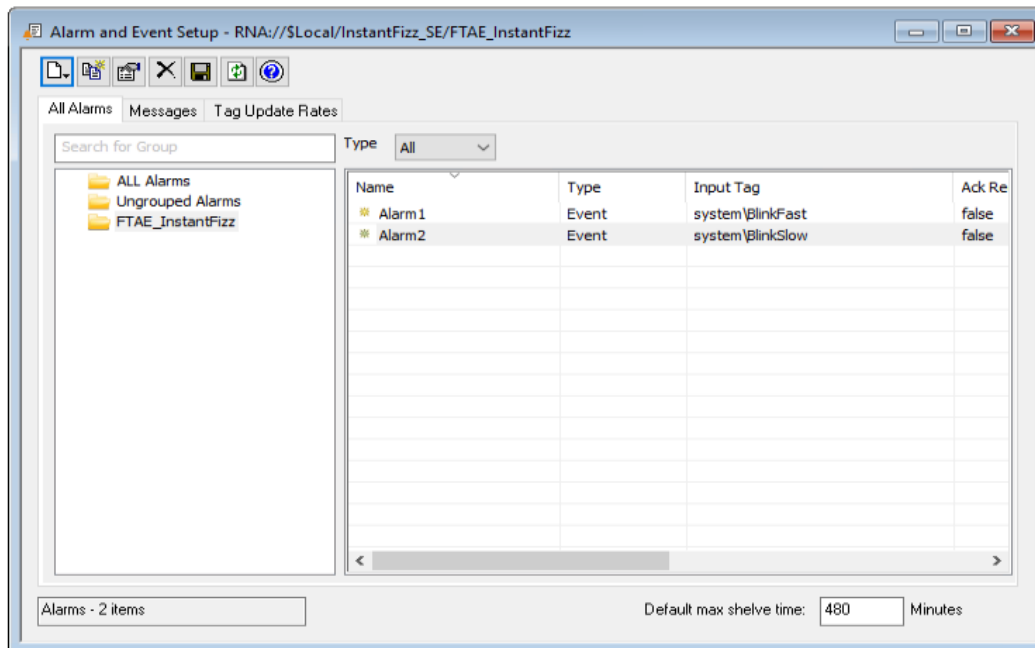 Alarm and Event Setup - RNA://$Local/InstantFizz_SE/FTAE_InstantFizz
All Alarms Messages Tag Update Rates
Search for Group
Type All
ALL Alarms
Ungrouped Alarms
FTAE_InstantFizz
Name Type Input Tag Ack Re
Alarm1 Event system\BlinkFast false
Alarm2 Event system\BlinkSlow false
Alarms - 2 items
Default max shelve time: 480 Minutes